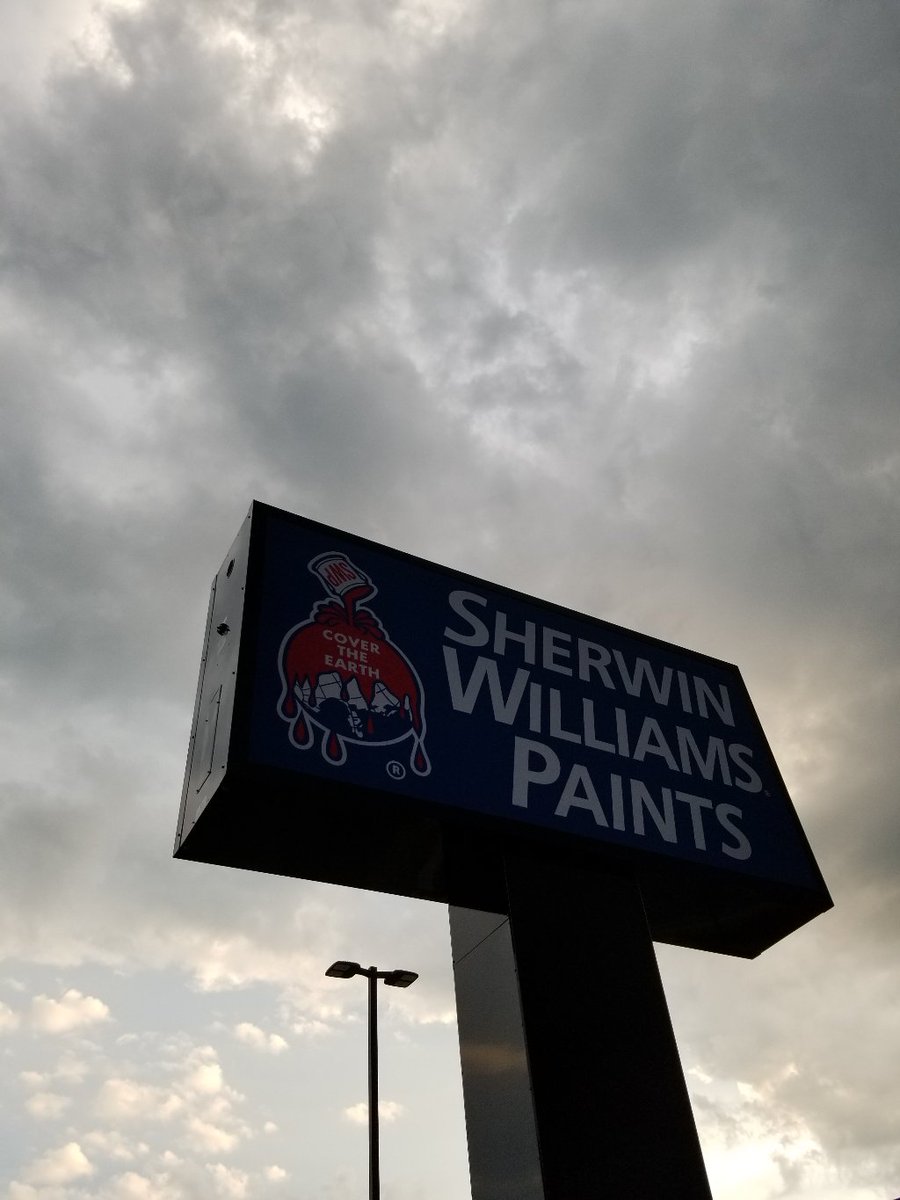 SWP
COVER
THE
EARTH
®
SHERWIN
WILLIAMS
PAINTS